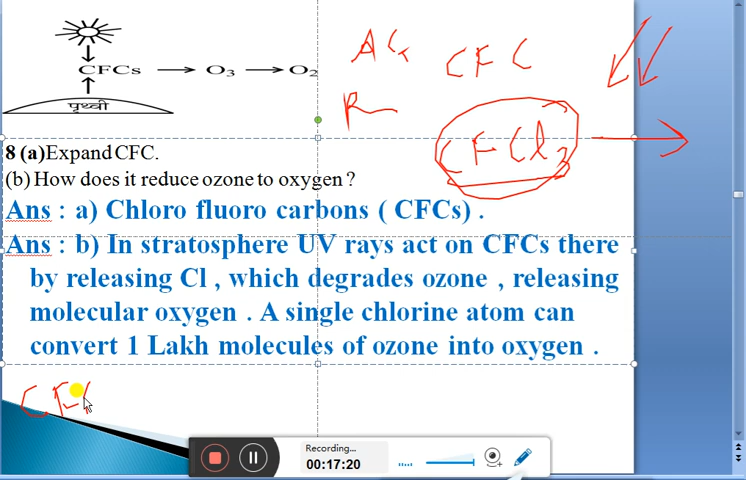 AC CFC
R
CFCl3
CFCs → O3 → O2
पृथ्वी
8 (a)Expand CFC.
(b) How does it reduce ozone to oxygen ?
Ans : a) Chloro fluoro carbons ( CFCs) .
Ans : b) In stratosphere UV rays act on CFCs there
by releasing Cl , which degrades ozone , releasing
molecular oxygen . A single chlorine atom can
convert 1 Lakh molecules of ozone into oxygen .
Recording...
00:17:20